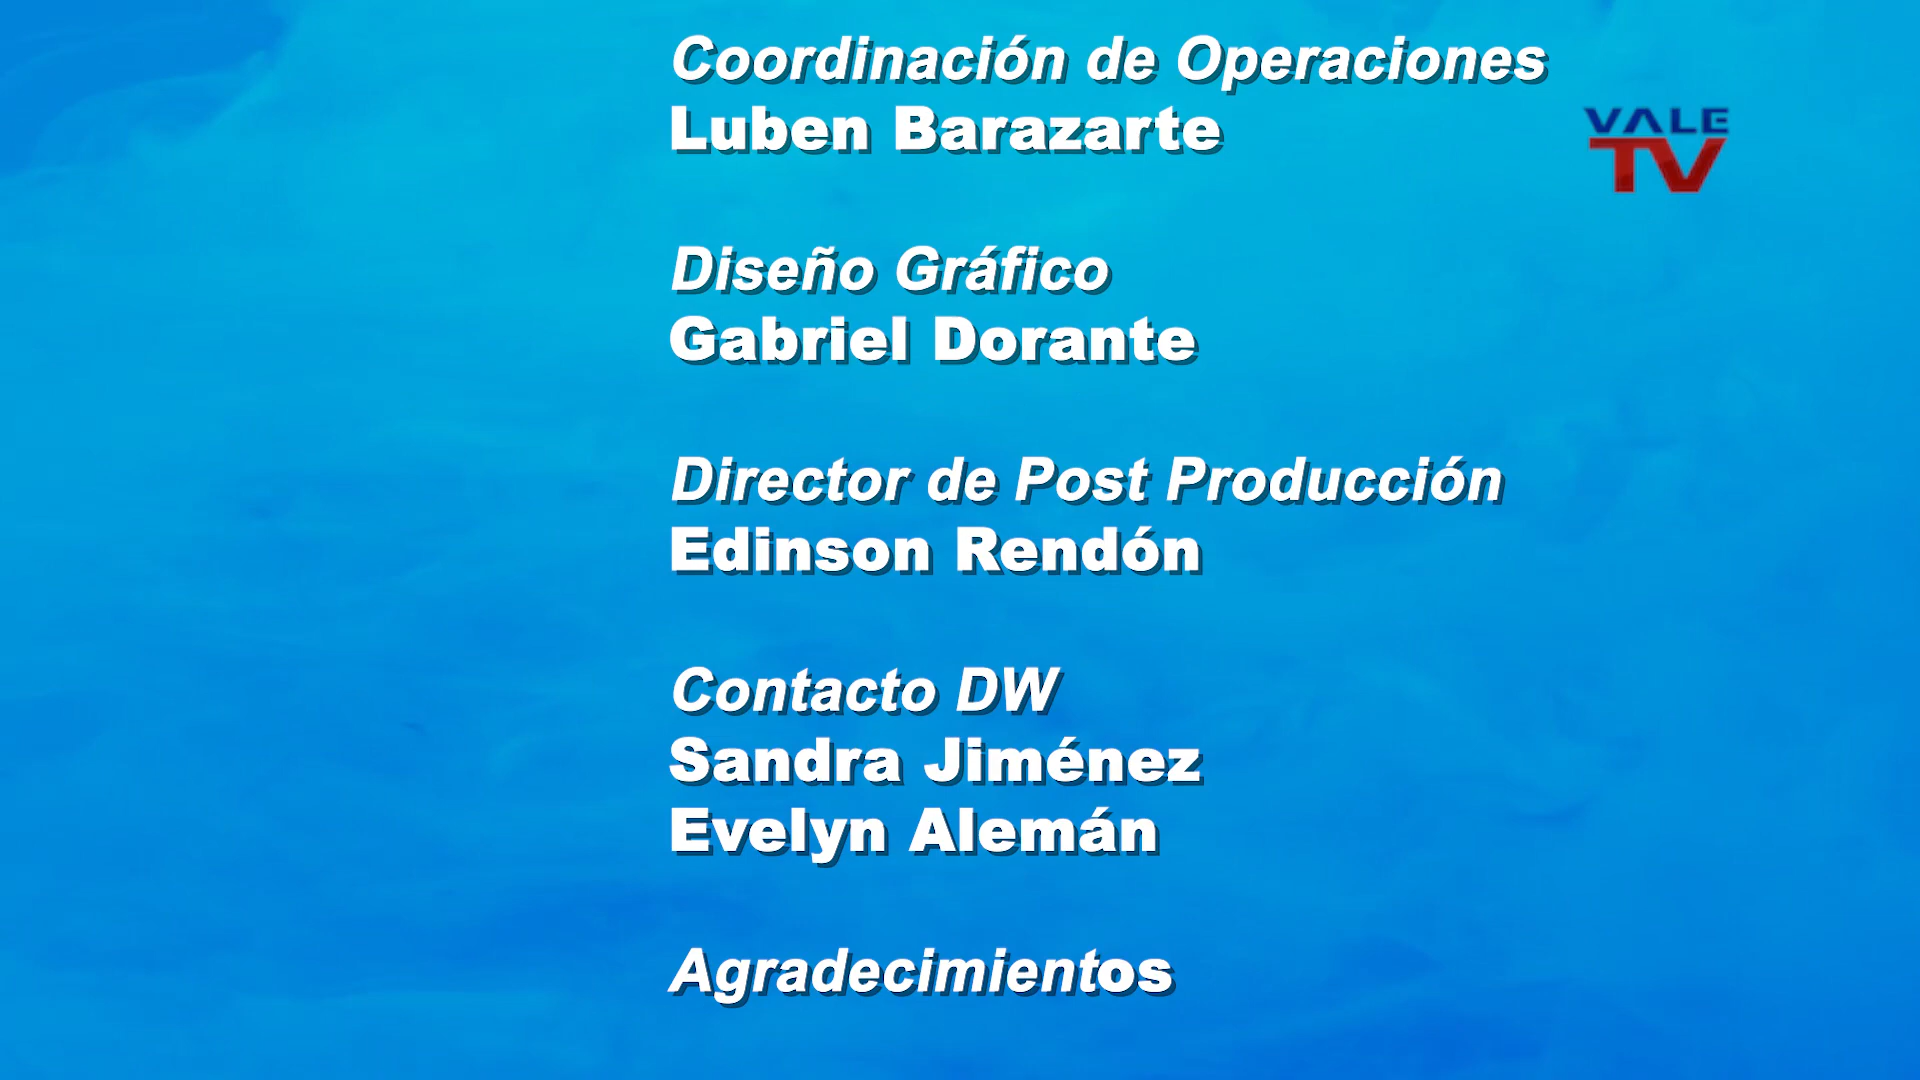 Coordinación de Operaciones
Luben Barazarte
VALE
TV
Diseño Gráfico
Gabriel Dorante
Director de Post Producción
Edinson Rendón
Contacto DW
Sandra Jiménez
Evelyn Alemán
Agradecimientos